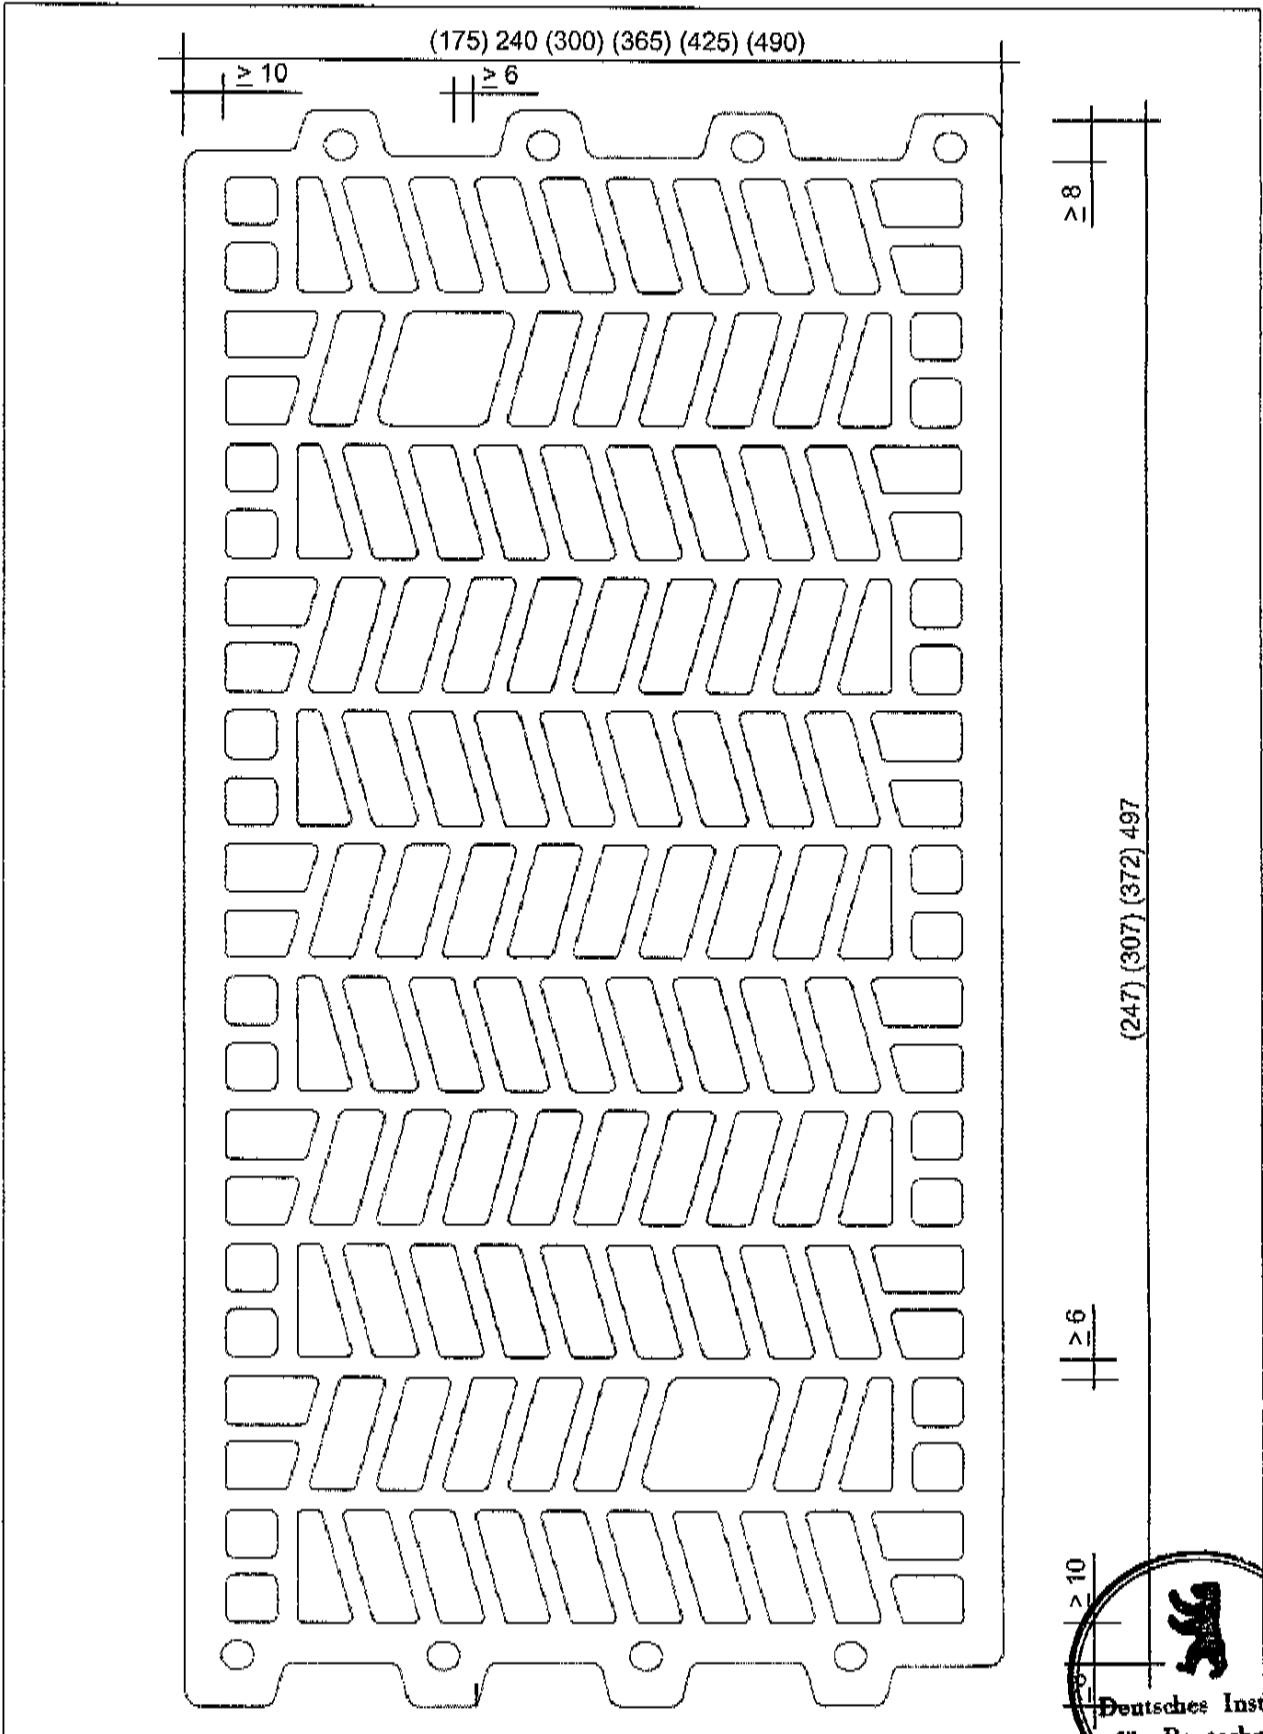 (175) 240 (300) (365) (425) (490)
≥ 10
≥ 6
≥ 8
(247) (307) (372) 497
≥ 6
≥ 10
Deutsches Inst